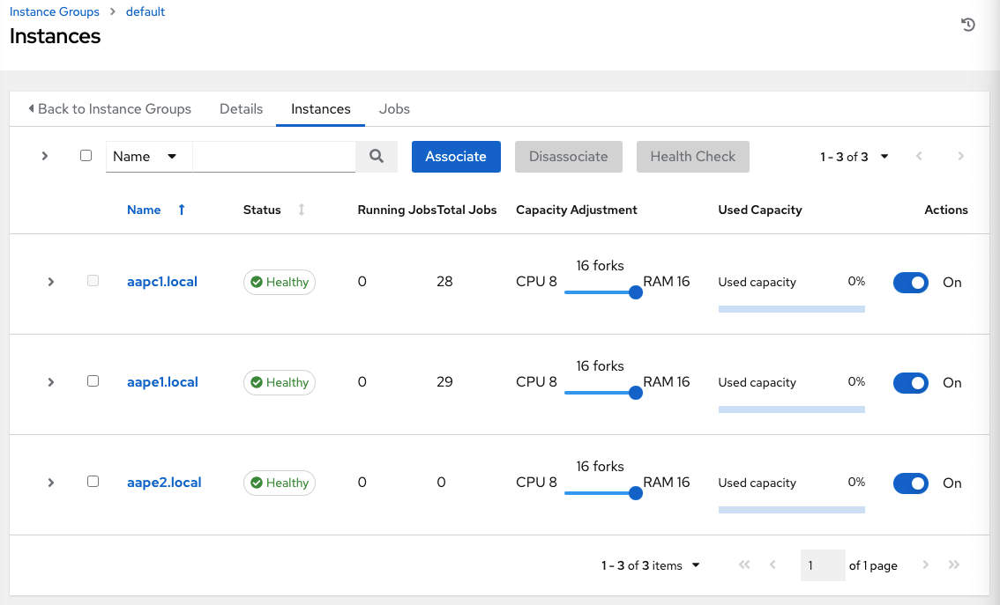 Instance Groups > default
Instances
Back to Instance Groups Details Instances Jobs
Name Associate Disassociate Health Check 1 - 3 of 3
Name Status Running Jobs Total Jobs Capacity Adjustment Used Capacity Actions
16 forks
aapc1.local Healthy 0 28 CPU 8 RAM 16 Used capacity 0% On
16 forks
aape1.local Healthy 0 29 CPU 8 RAM 16 Used capacity 0% On
16 forks
aape2.local Healthy 0 0 CPU 8 RAM 16 Used capacity 0% On
1 - 3 of 3 items 1 of 1 page